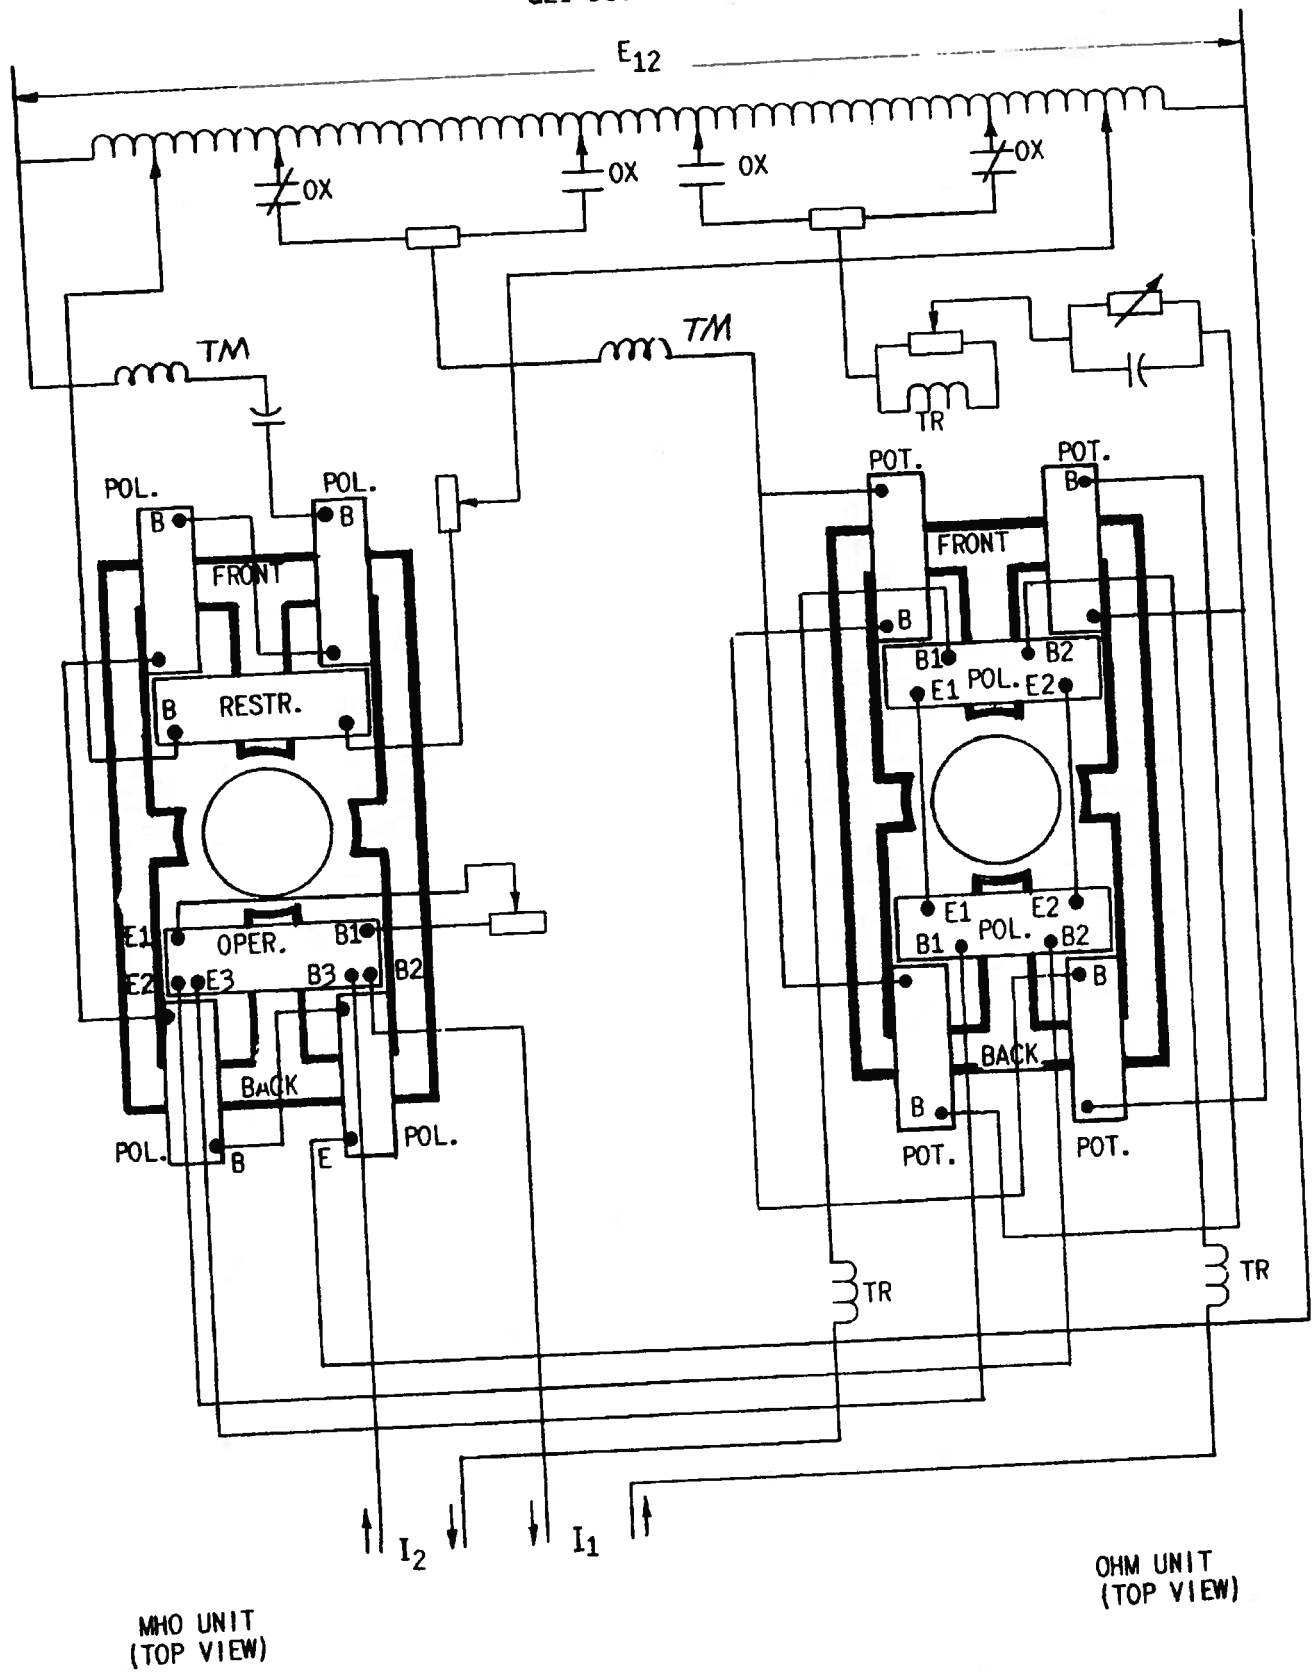 E12
OX
OX
OX
OX
TM
TM
TR
POL.
POL.
POT.
POT.
B
B
B
FRONT
FRONT
B
B1
B2
RESTR.
B
E1
POL.
E2
E1
OPER.
B1
E2
E3
B3
B2
E1
E2
B1
POL.
B2
B
BACK
BACK
B
POL.
B
E
POL.
POT.
POT.
TR
TR
I2
I1
OHM UNIT
(TOP VIEW)
MHO UNIT
(TOP VIEW)